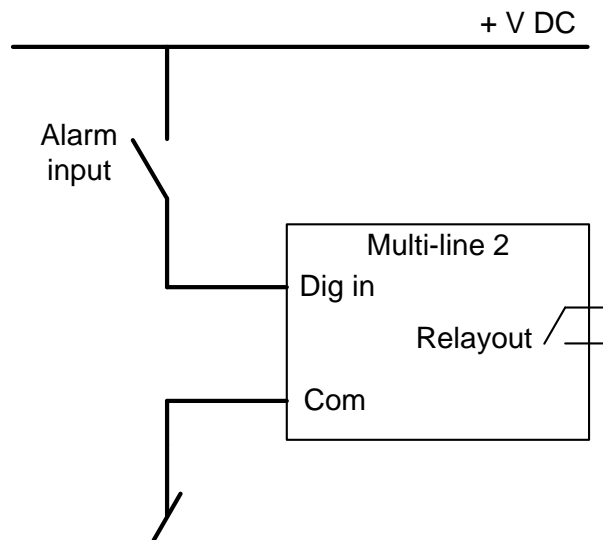 + V DC
Alarm
input
Multi-line 2
Dig in
Relayout
Com